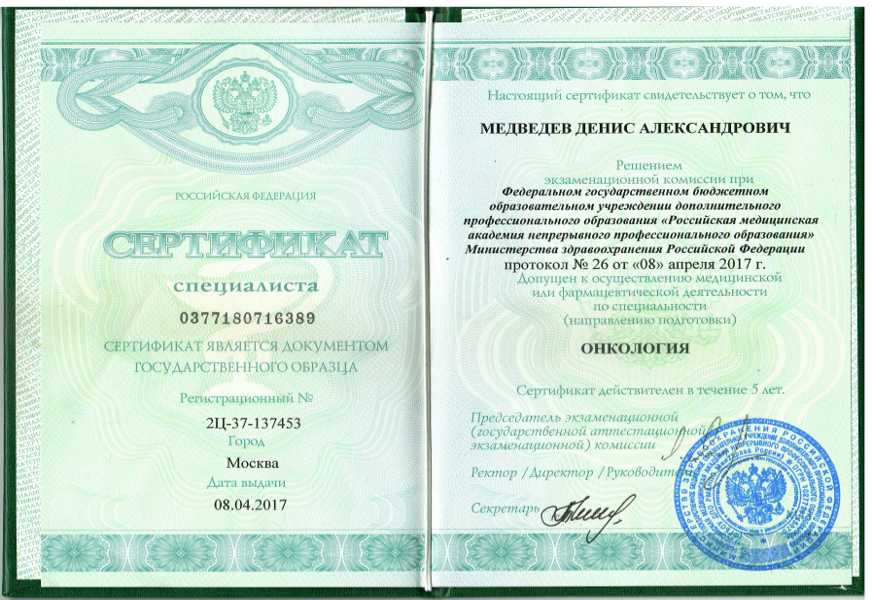 РОССИЙСКАЯ ФЕДЕРАЦИЯ
СЕРТИФИКАТ
специалиста
0377180716389
СЕРТИФИКАТ ЯВЛЯЕТСЯ ДОКУМЕНТОМ
ГОСУДАРСТВЕННОГО ОБРАЗЦА
Регистрационный №
2Ц-37-137453
Город
Москва
Дата выдачи
08.04.2017
Настоящий сертификат свидетельствует о том, что
МЕДВЕДЕВ ДЕНИС АЛЕКСАНДРОВИЧ
Решением
экзаменационной комиссии при
Федеральном государственном бюджетном
образовательном учреждении дополнительного
профессионального образования «Российская медицинская
академия непрерывного профессионального образования»
Министерства здравоохранения Российской Федерации
протокол № 26 от «08» апреля 2017 г.
Допущен к осуществлению медицинской
или фармацевтической деятельности
по специальности
(направлению подготовки)
ОНКОЛОГИЯ
Сертификат действителен в течение 5 лет.
Председатель экзаменационной
(государственной аттестационной
экзаменационной) комиссии
Ректор /Директор /Руководитель
Секретарь